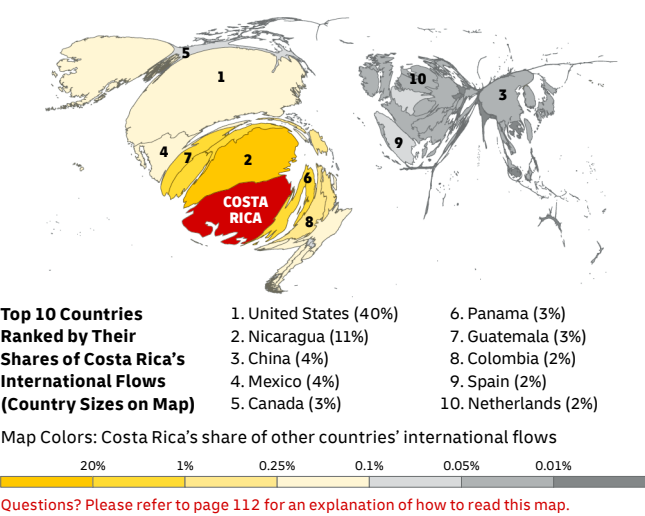 5
1
10
3
9
4
7
2
6
COSTA
RICA
8
Top 10 Countries
Ranked by Their
Shares of Costa Rica's
International Flows
(Country Sizes on Map)
1. United States (40%)
2. Nicaragua (11%)
3. China (4%)
4. Mexico (4%)
5. Canada (3%)
6. Panama (3%)
7. Guatemala (3%)
8. Colombia (2%)
9. Spain (2%)
10. Netherlands (2%)
Map Colors: Costa Rica's share of other countries' international flows
20% 1% 0.25% 0.1% 0.05% 0.01%
Questions? Please refer to page 112 for an explanation of how to read this map.